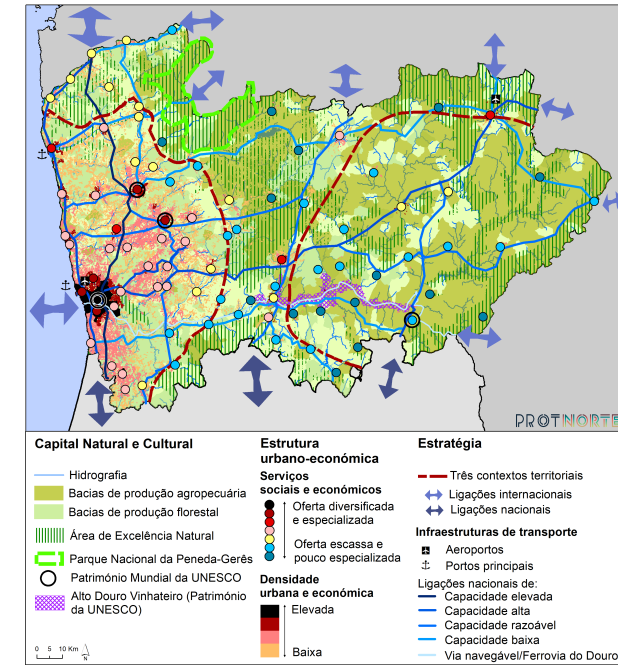 PROTNORTE
Capital Natural e Cultural
Hidrografia
Bacias de produção agropecuária
Bacias de produção florestal
Área de Excelência Natural
Parque Nacional da Peneda-Gerês
Património Mundial da UNESCO
Alto Douro Vinhateiro (Património
da UNESCO)
0 5 10 Km
N
Estrutura
urbano-económica
Serviços
sociais e económicos
Oferta diversificada
e especializada
Oferta escassa e
pouco especializada
Densidade
urbana e económica
Elevada
Baixa
Estratégia
Três contextos territoriais
Ligações internacionais
Ligações nacionais
Infraestruturas de transporte
Aeroportos
Portos principais
Ligações nacionais de:
Capacidade elevada
Capacidade alta
Capacidade razoável
Capacidade baixa
Via navegável/Ferrovia do Douro